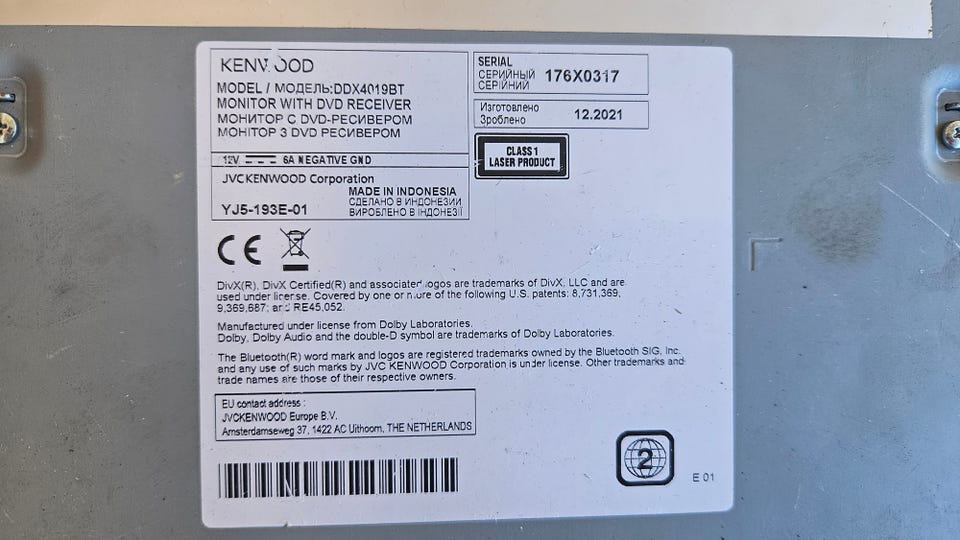 KENWOOD
MODEL / МОДЕЛЬ:DDX4019BT
MONITOR WITH DVD RECEIVER
МОНИТОР С DVD-РЕСИВЕРОМ
МОНІТОР З DVD РЕСИВЕРОМ
12V 6A NEGATIVE GND
JVCKENWOOD Corporation
MADE IN INDONESIA
СДЕЛАНО В ИНДОНЕЗИИ
YJ5-193E-01 ВИРОБЛЕНО В ІНДОНЕЗІЇ
SERIAL
СЕРИЙНЫЙ 176X0317
СЕРІЙНИЙ
Изготовлено
Зроблено 12.2021
CLASS 1
LASER PRODUCT
CE
DivX(R), DivX Certified(R) and associated logos are trademarks of DivX, LLC and are
used under license. Covered by one or more of the following U.S. patents: 8,731,369;
9,369,687; and RE45,052.
Manufactured under license from Dolby Laboratories.
Dolby, Dolby Audio and the double-D symbol are trademarks of Dolby Laboratories.
The Bluetooth(R) word mark and logos are registered trademarks owned by the Bluetooth SIG, Inc.
and any use of such marks by JVC KENWOOD Corporation is under license. Other trademarks and
trade names are those of their respective owners.
EU contact address :
JVCKENWOOD Europe B.V.
Amsterdamseweg 37, 1422 AC Uithoorn, THE NETHERLANDS
2
E 01